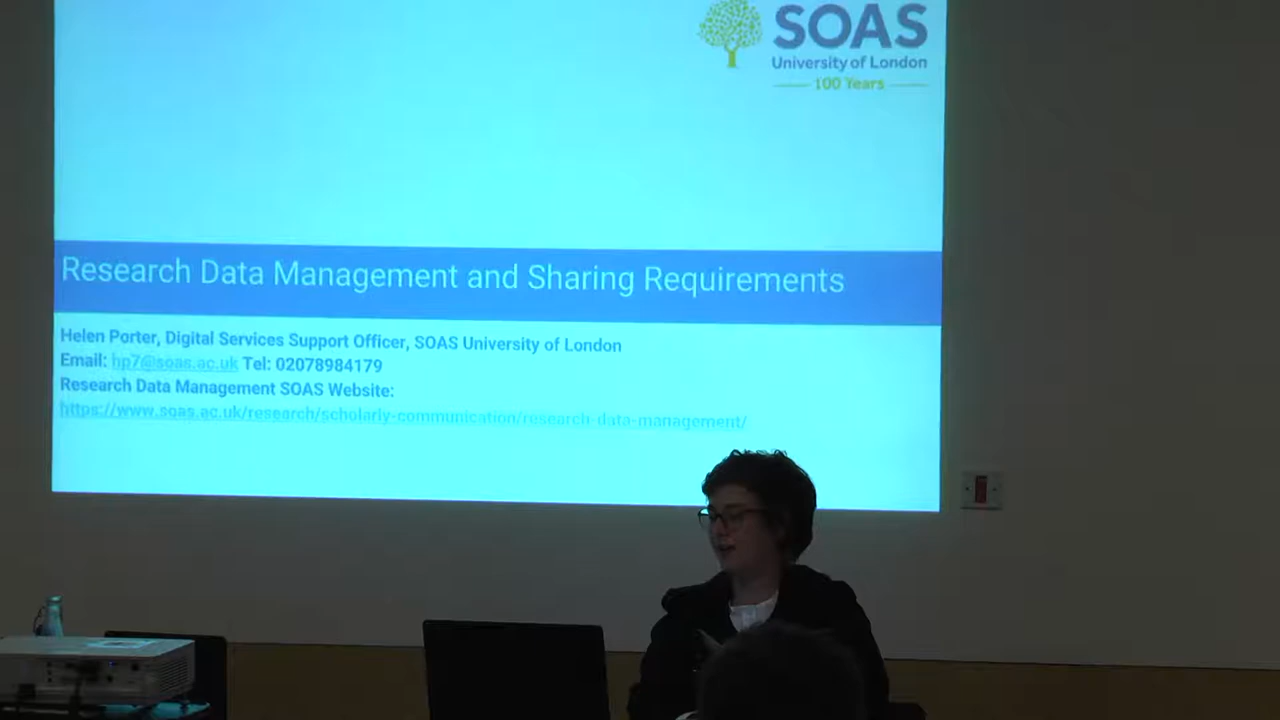 SOAS
University of London
100 Years
Research Data Management and Sharing Requirements
Helen Porter, Digital Services Support Officer, SOAS University of London
Email: hp7@soas.ac.uk Tel: 02078984179
Research Data Management SOAS Website:
https://www.soas.ac.uk/research/scholarly-communication/research-data-management/